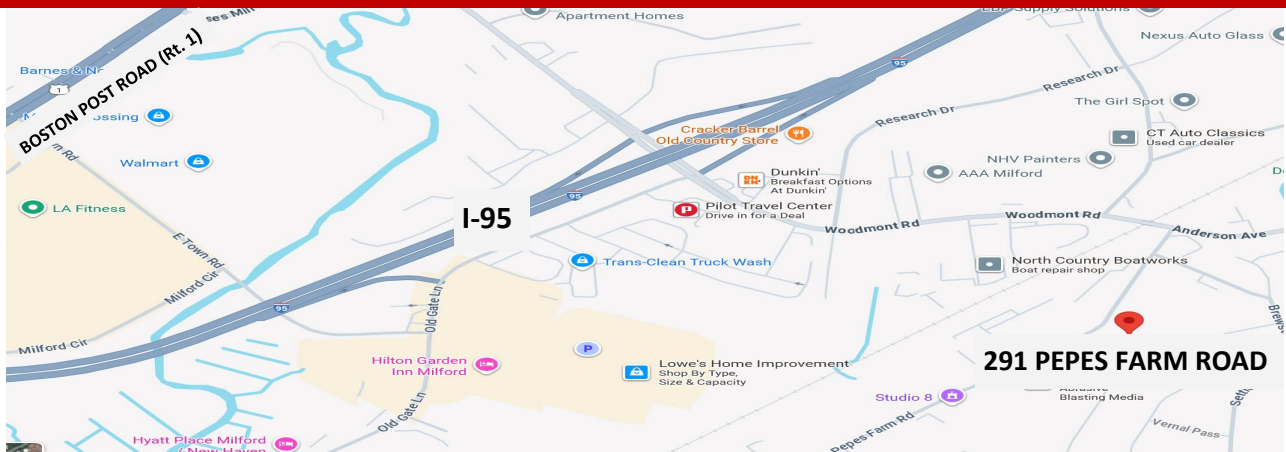 Apartment Homes
Nexus Auto Glass
BOSTON POST ROAD (Rt. 1)
Barnes &
1
95
Research Dr
The Girl Spot
Walmart
Cracker Barrel
Old Country Store
Research Dr
CT Auto Classics
Used car dealer
Dunkin'
Breakfast Options
At Dunkin'
NHV Painters
AAA Milford
LA Fitness
I-95
95
Pilot Travel Center
Drive in for a Deal
Woodmont Rd
Woodmont Rd
Anderson Ave
E Town Rd
Trans-Clean Truck Wash
North Country Boatworks
Boat repair shop
Milford Cir
95
Old Gate Ln
Milford Cir
Hilton Garden
Inn Milford
P
Lowe's Home Improvement
Shop By Type,
Size & Capacity
291 PEPES FARM ROAD
Studio 8
Blasting Media
Old Gate Ln
Pepes Farm Rd
Vernal Pass
Hyatt Place Milford